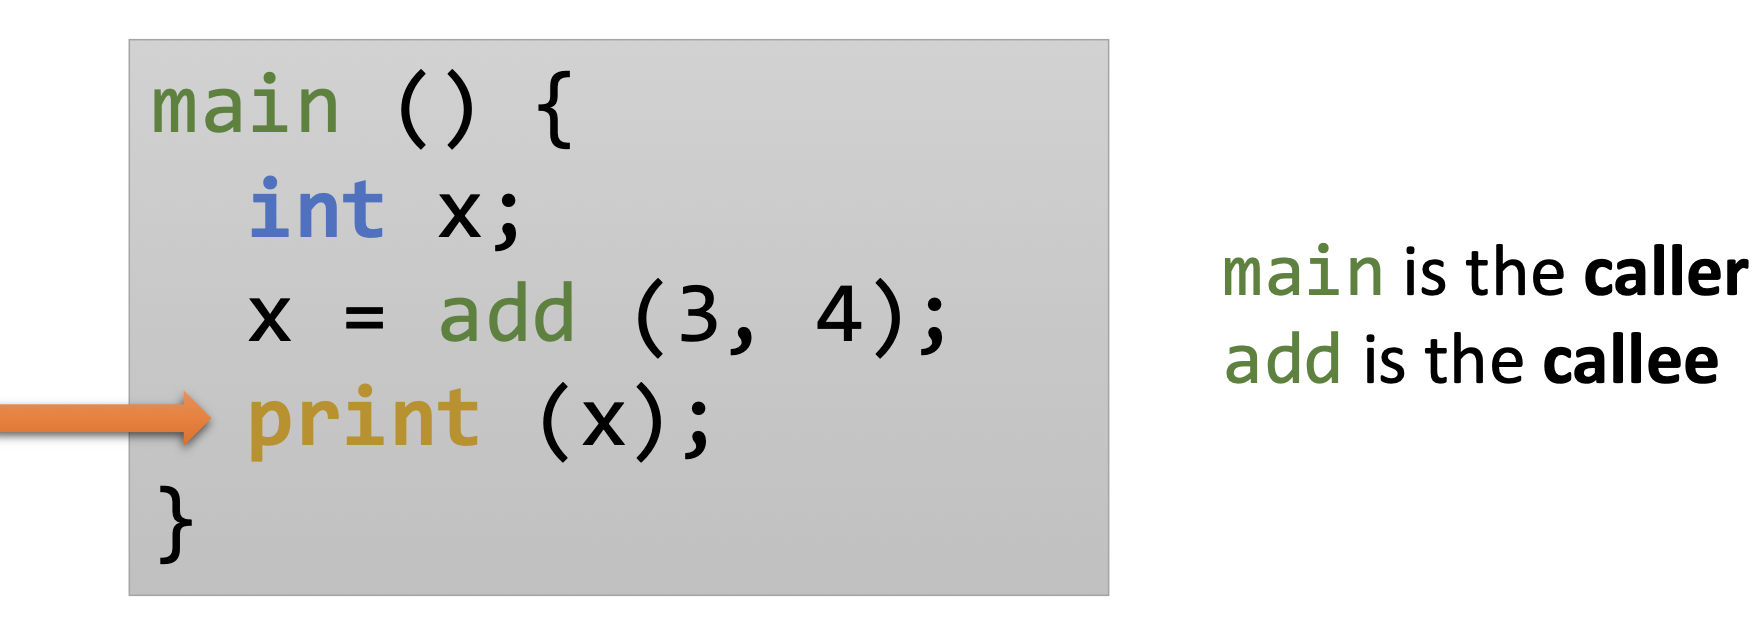 main () {
  int x;
  x = add (3, 4);
  print (x);
}
main is the caller
add is the callee